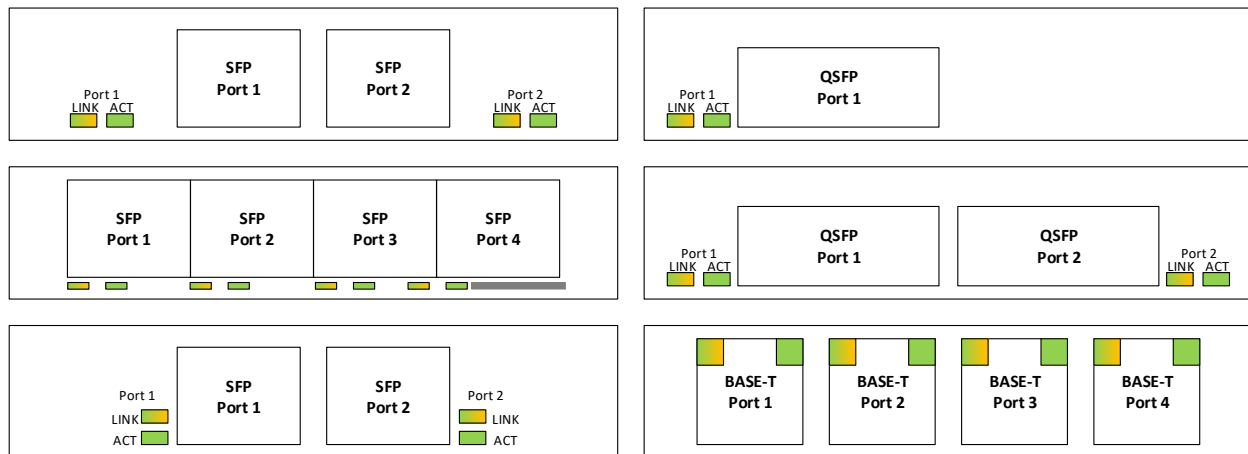 SFP
Port 1
SFP
Port 2
Port 1
LINK ACT
Port 2
LINK ACT
QSFP
Port 1
Port 1
LINK ACT
SFP
Port 1
SFP
Port 2
SFP
Port 3
SFP
Port 4
QSFP
Port 1
QSFP
Port 2
Port 1
LINK ACT
Port 2
LINK ACT
SFP
Port 1
SFP
Port 2
Port 1
LINK
ACT
Port 2
LINK
ACT
BASE-T
Port 1
BASE-T
Port 2
BASE-T
Port 3
BASE-T
Port 4